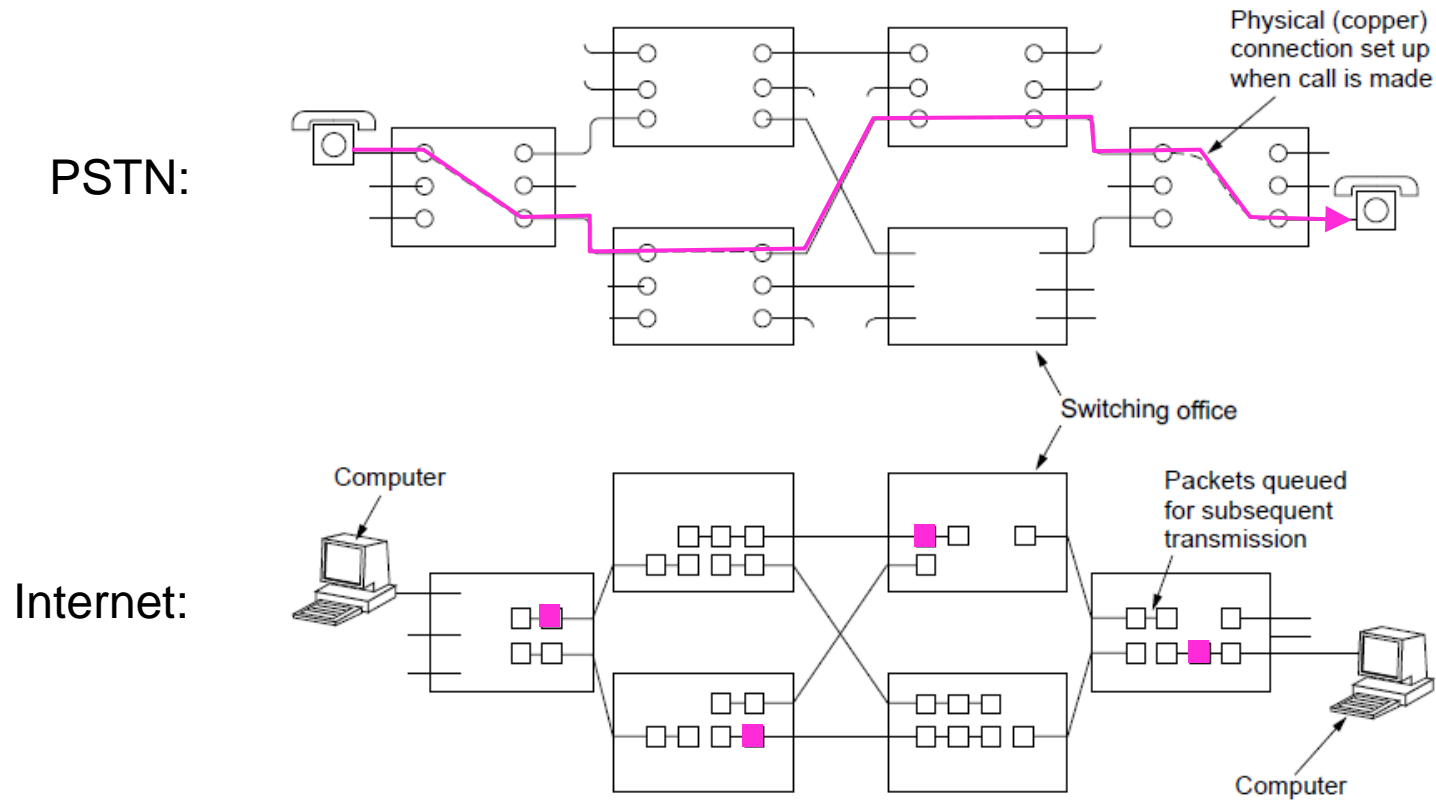 Physical (copper)
connection set up
when call is made
PSTN:
Switching office
Computer
Packets queued
for subsequent
transmission
Internet:
Computer